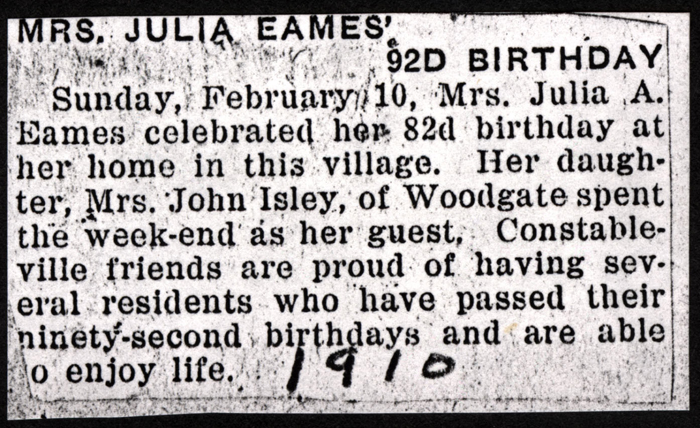 MRS. JULIA EAMES'
92D BIRTHDAY
Sunday, February 10, Mrs. Julia A.
Eames celebrated her 82d birthday at
her home in this village. Her daugh-
ter, Mrs. John Isley, of Woodgate spent
the week-end as her guest. Constable-
ville friends are proud of having sev-
eral residents who have passed their
ninety-second birthdays and are able
to enjoy life.
1910